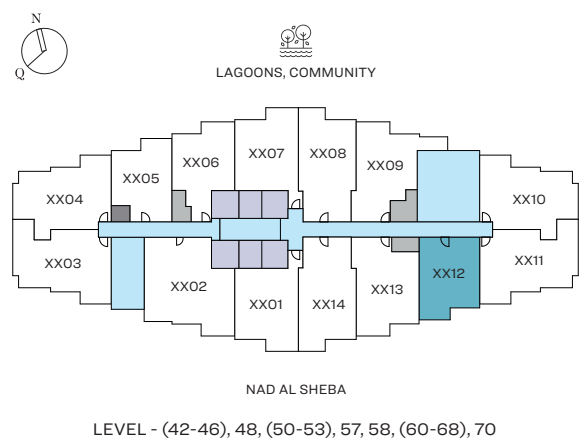 N
Q
LAGOONS, COMMUNITY
XX07
XX08
XX06
XX09
XX05
XX04
XX10
XX03
XX02
XX01
XX14
XX13
XX12
XX11
NAD AL SHEBA
LEVEL - (42-46), 48, (50-53), 57, 58, (60-68), 70